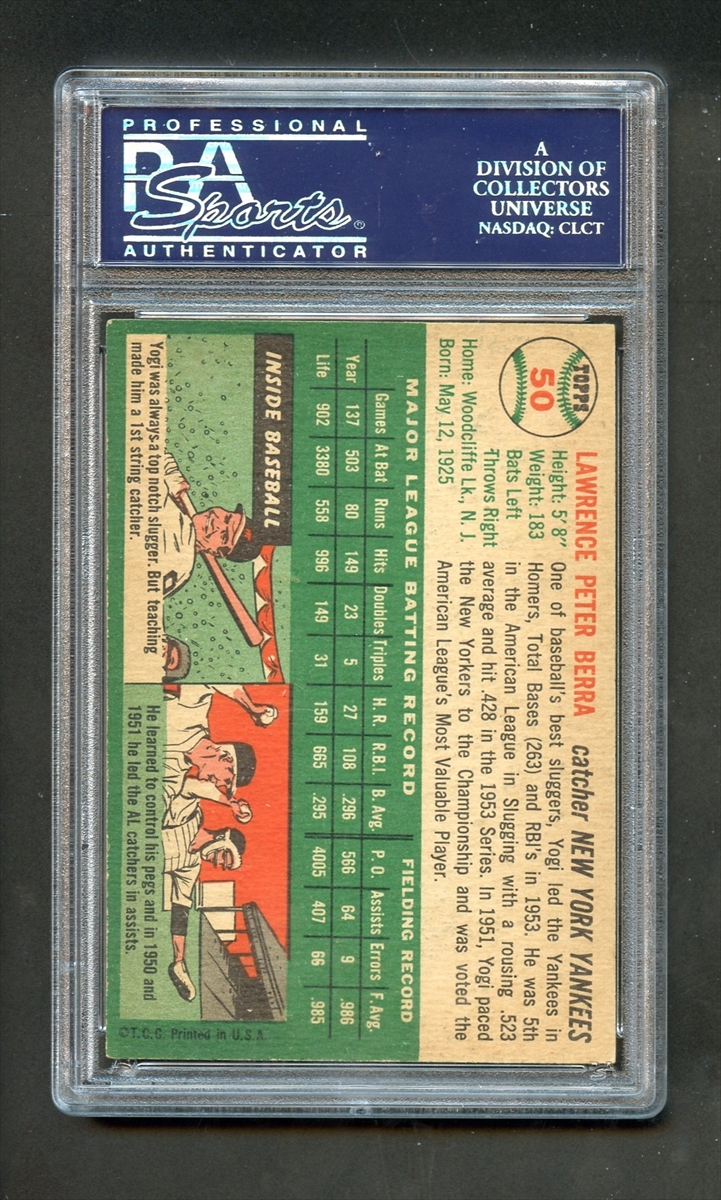 PROFESSIONAL
PSA
Sports®
AUTHENTICATOR
A
DIVISION OF
COLLECTORS
UNIVERSE
NASDAQ: CLCT
TOPPS
50
LAWRENCE PETER BERRA catcher NEW YORK YANKEES
Height: 5'8"
Weight: 183
Bats Left
Throws Right
Home: Woodcliffe Lk., N. J.
Born: May 12, 1925
One of baseball's best sluggers, Yogi led the Yankees in
Homers, Total Bases (263) and RBI's in 1953. He was 5th
in the American League in Slugging with a rousing .523
average and hit .428 in the 1953 Series. In 1951, Yogi paced
the New Yorkers to the Championship and was voted the
American League's Most Valuable Player.
MAJOR LEAGUE BATTING RECORD FIELDING RECORD
Games At Bat Runs Hits Doubles Triples H. R. R.B.I. B. Avg. P. O. Assists Errors F. Avg.
Year 137 503 80 149 23 5 27 108 .296 566 64 9 .986
Life 902 3380 558 996 149 31 159 665 .295 4005 407 66 .985
INSIDE BASEBALL
Yogi was always a top notch slugger. But teaching
made him a 1st string catcher.
He learned to control his pegs and in 1950 and
1951 he led the AL catchers in assists.
©T.C.G. Printed in U.S.A.